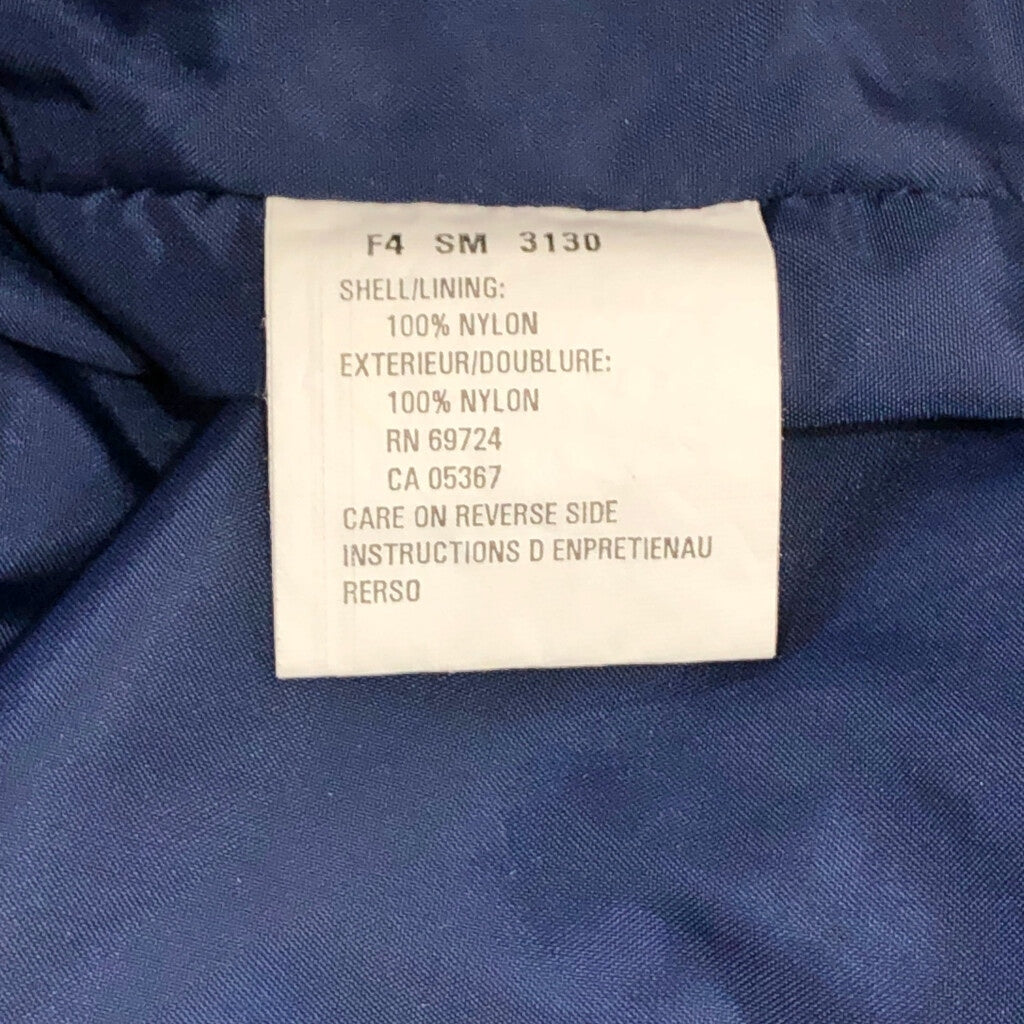 F4 SM 3130
SHELL/LINING:
100% NYLON
EXTERIEUR/DOUBLURE:
100% NYLON
RN 69724
CA 05367
CARE ON REVERSE SIDE
INSTRUCTIONS D ENPRETIENAU
RERSO